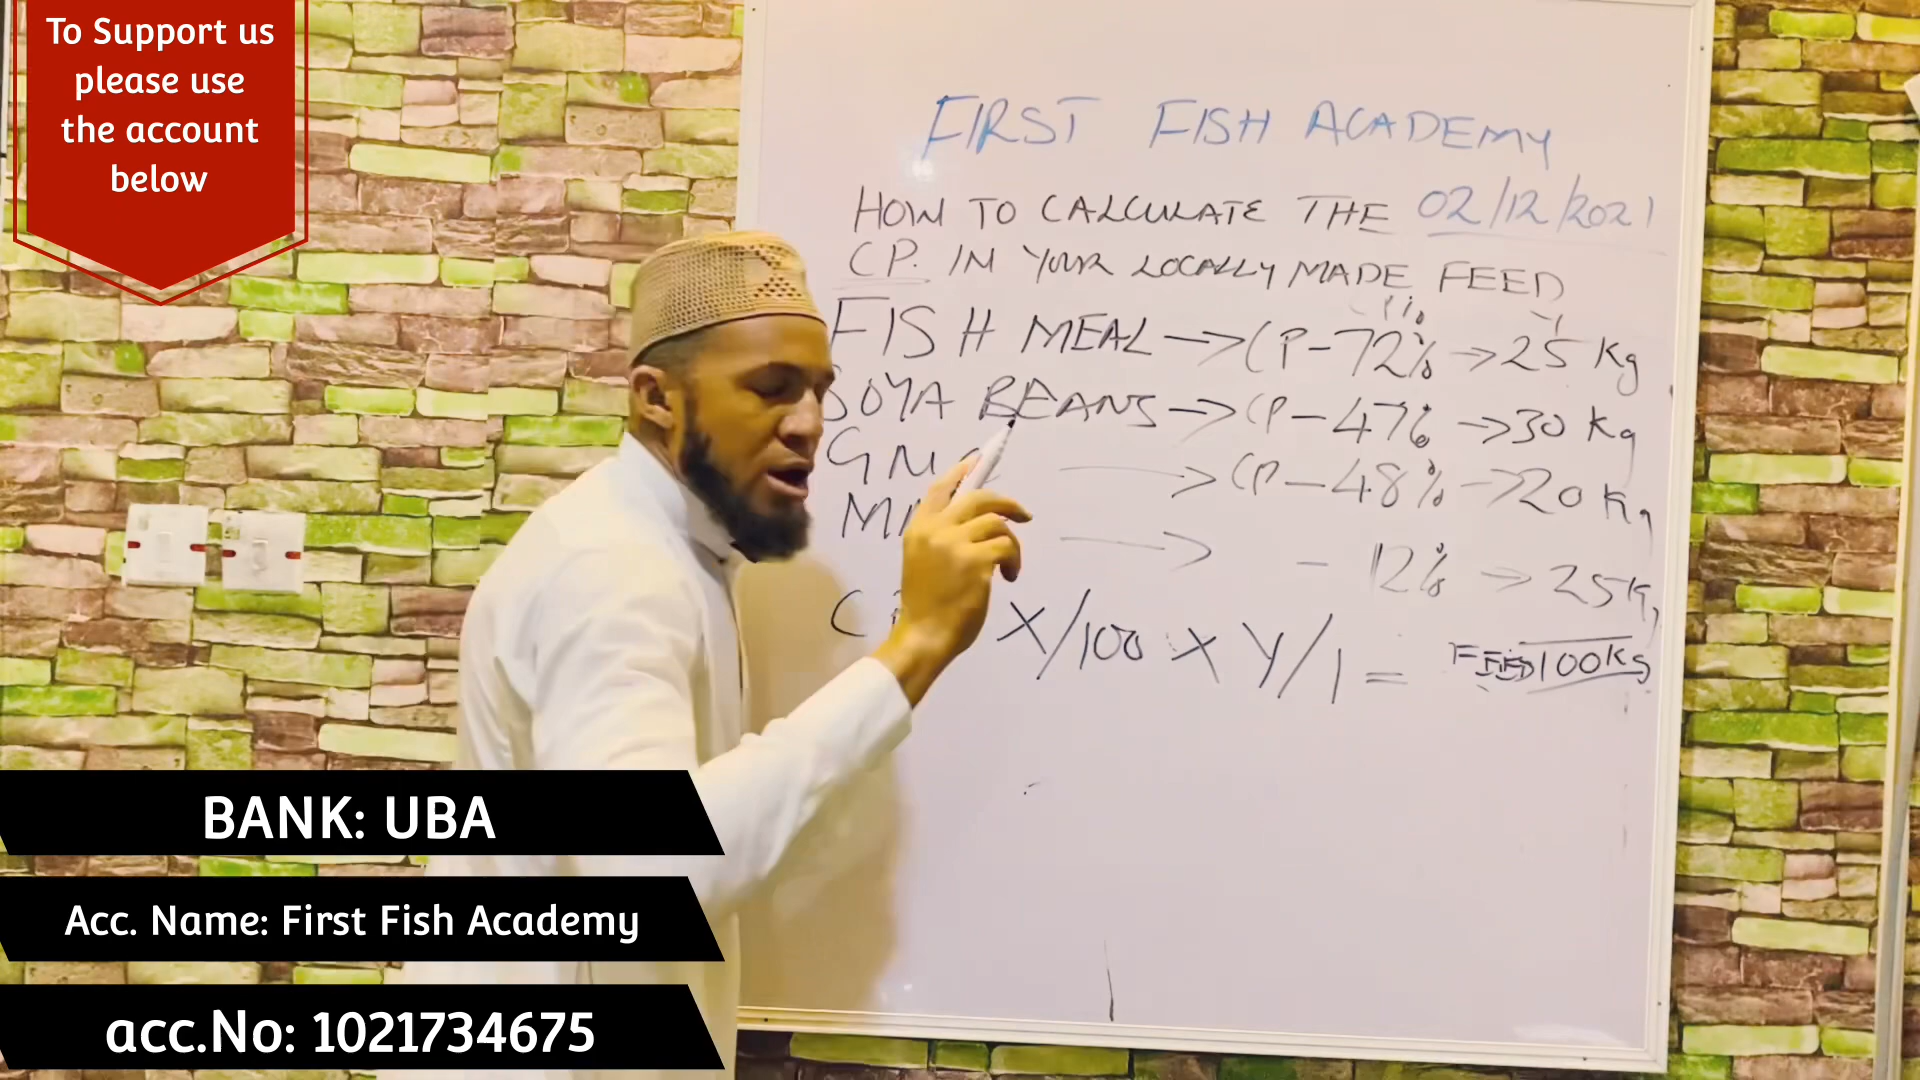 To Support us
please use
the account
below
FIRST FISH ACADEMY
HOW TO CALCULATE THE 02/12/2021
CP. IN YOUR LOCALLY MADE FEED
FISH MEAL → CP-72% → 25 Kg
SOYA BEANS → CP-47% → 30 Kg
→ CP-48% → 20 Kg
→ - 12% → 25Kg
X/100 X Y/1 = FEED 100KG
BANK: UBA
Acc. Name: First Fish Academy
acc.No: 1021734675